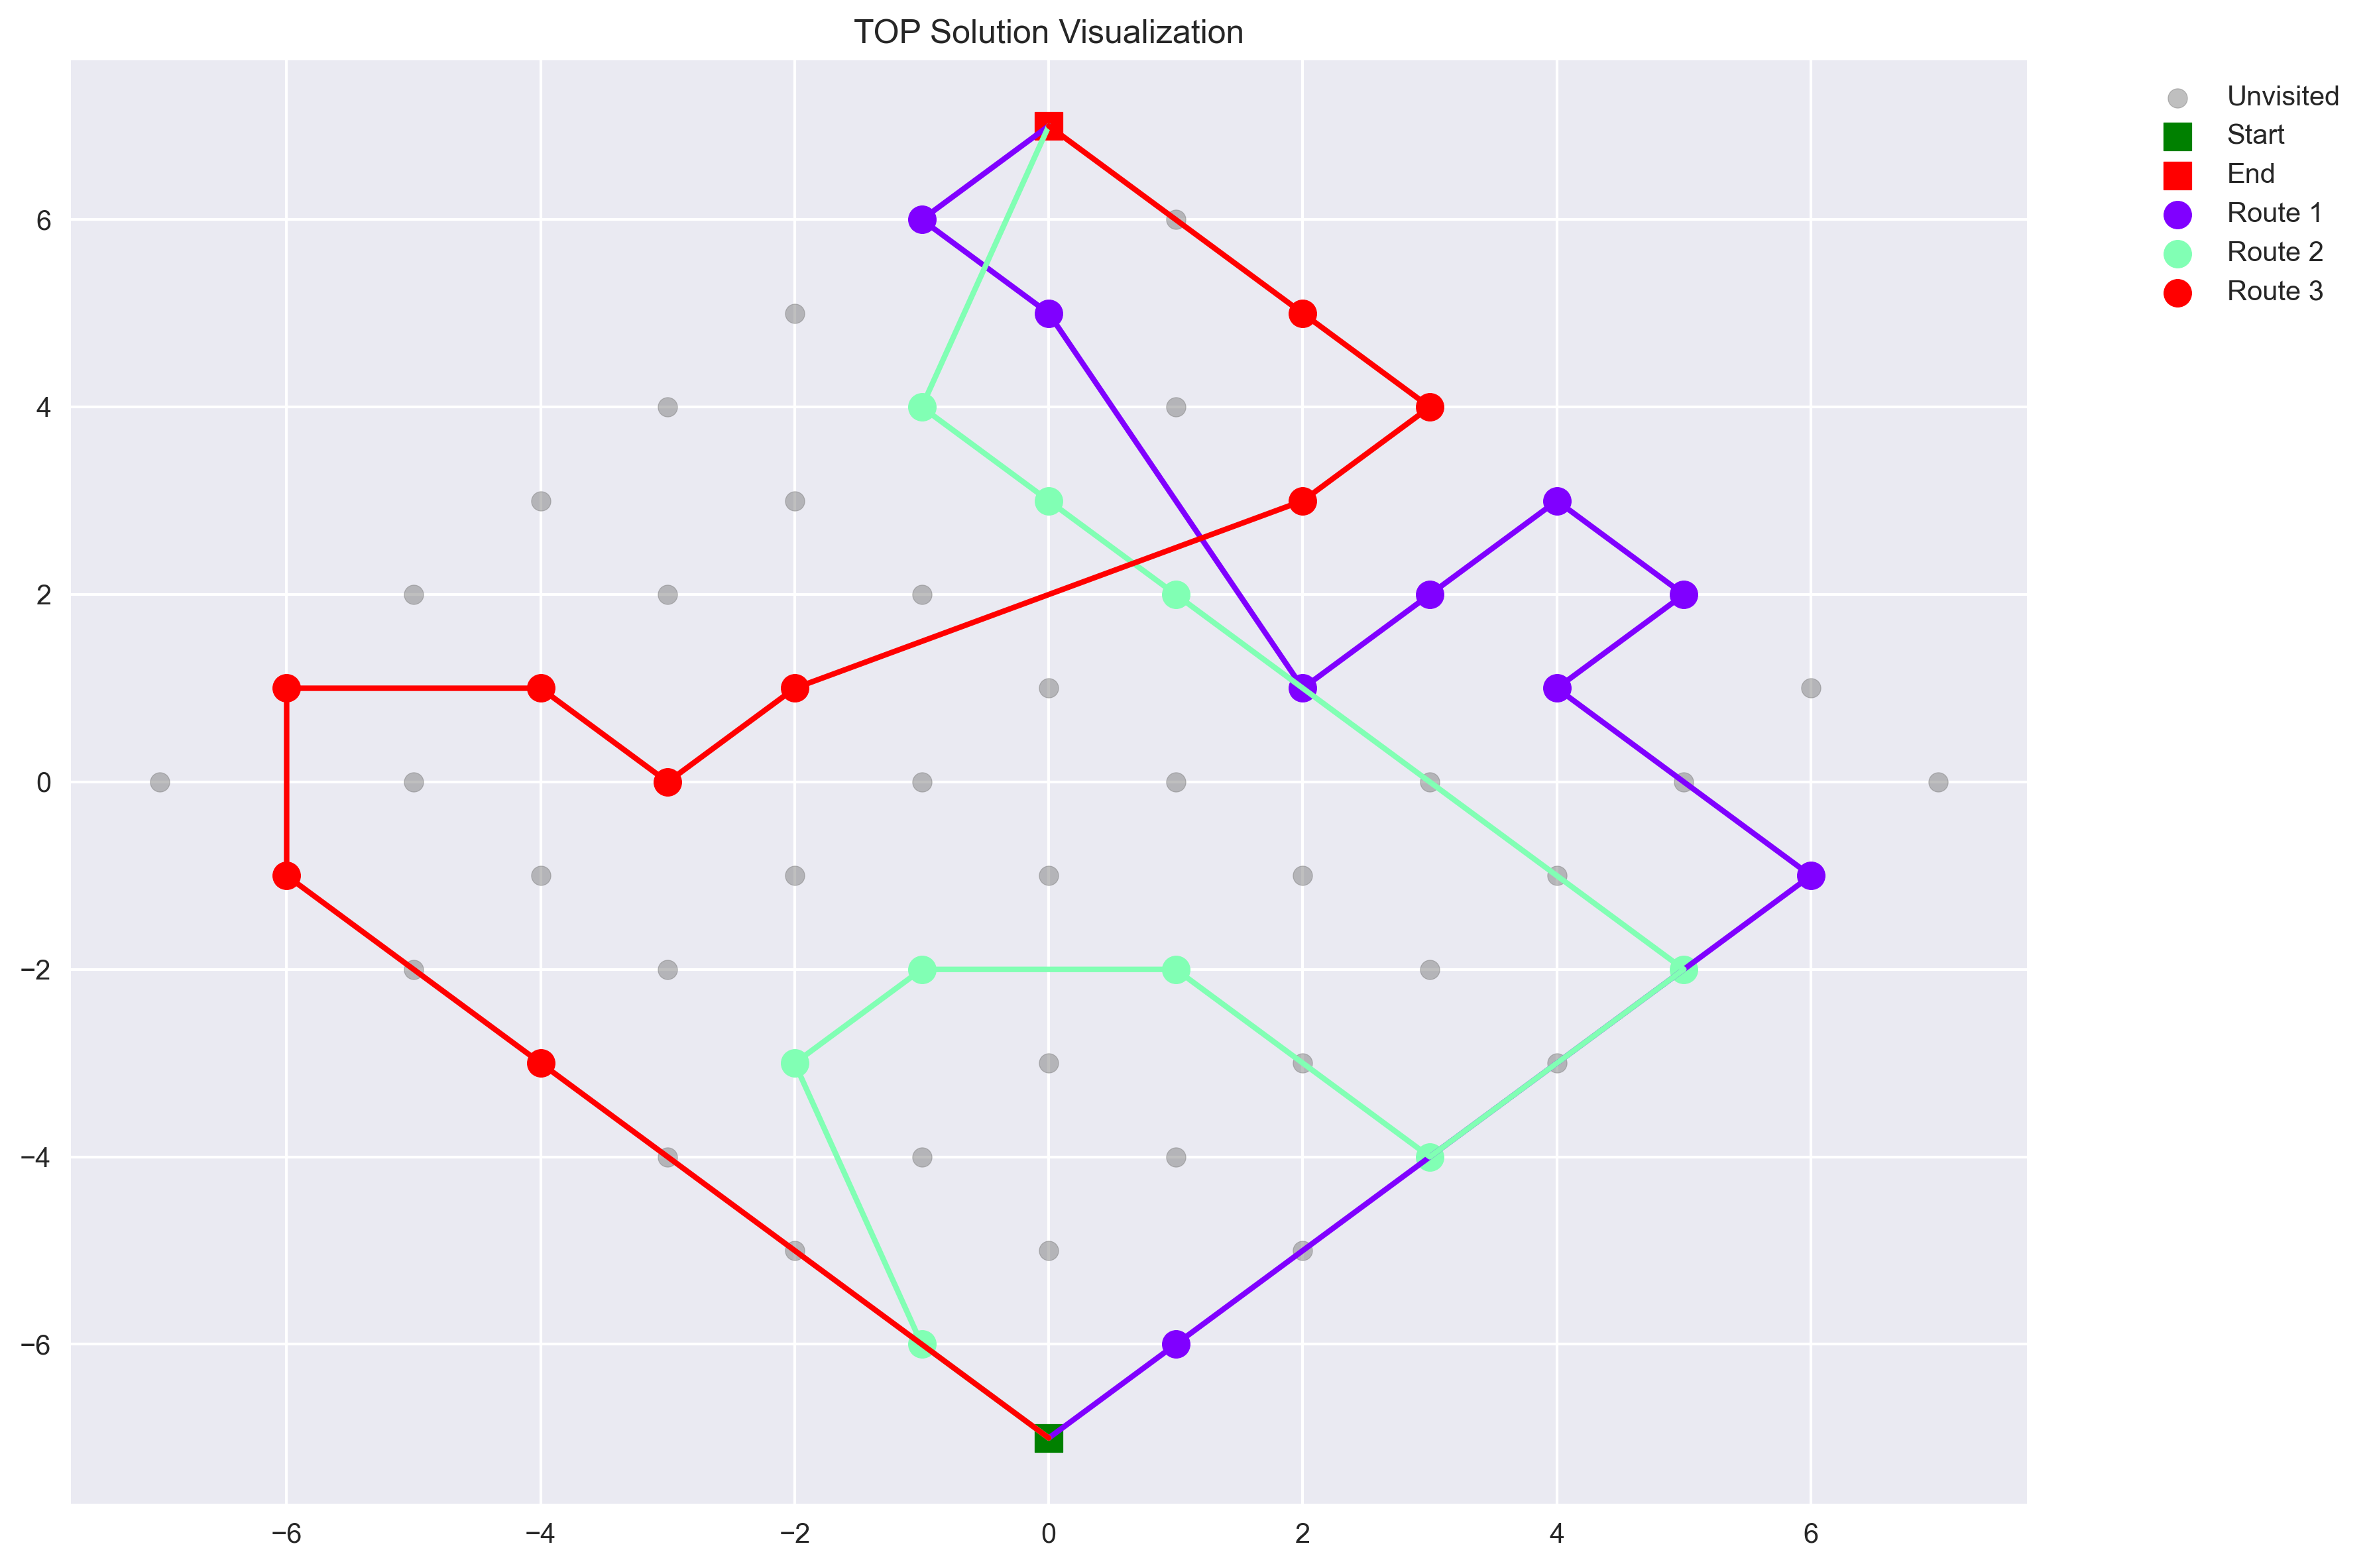 TOP Solution Visualization
Unvisited
Start
End
Route 1
Route 2
Route 3
6
4
2
0
−2
−4
−6
−6 −4 −2 0 2 4 6